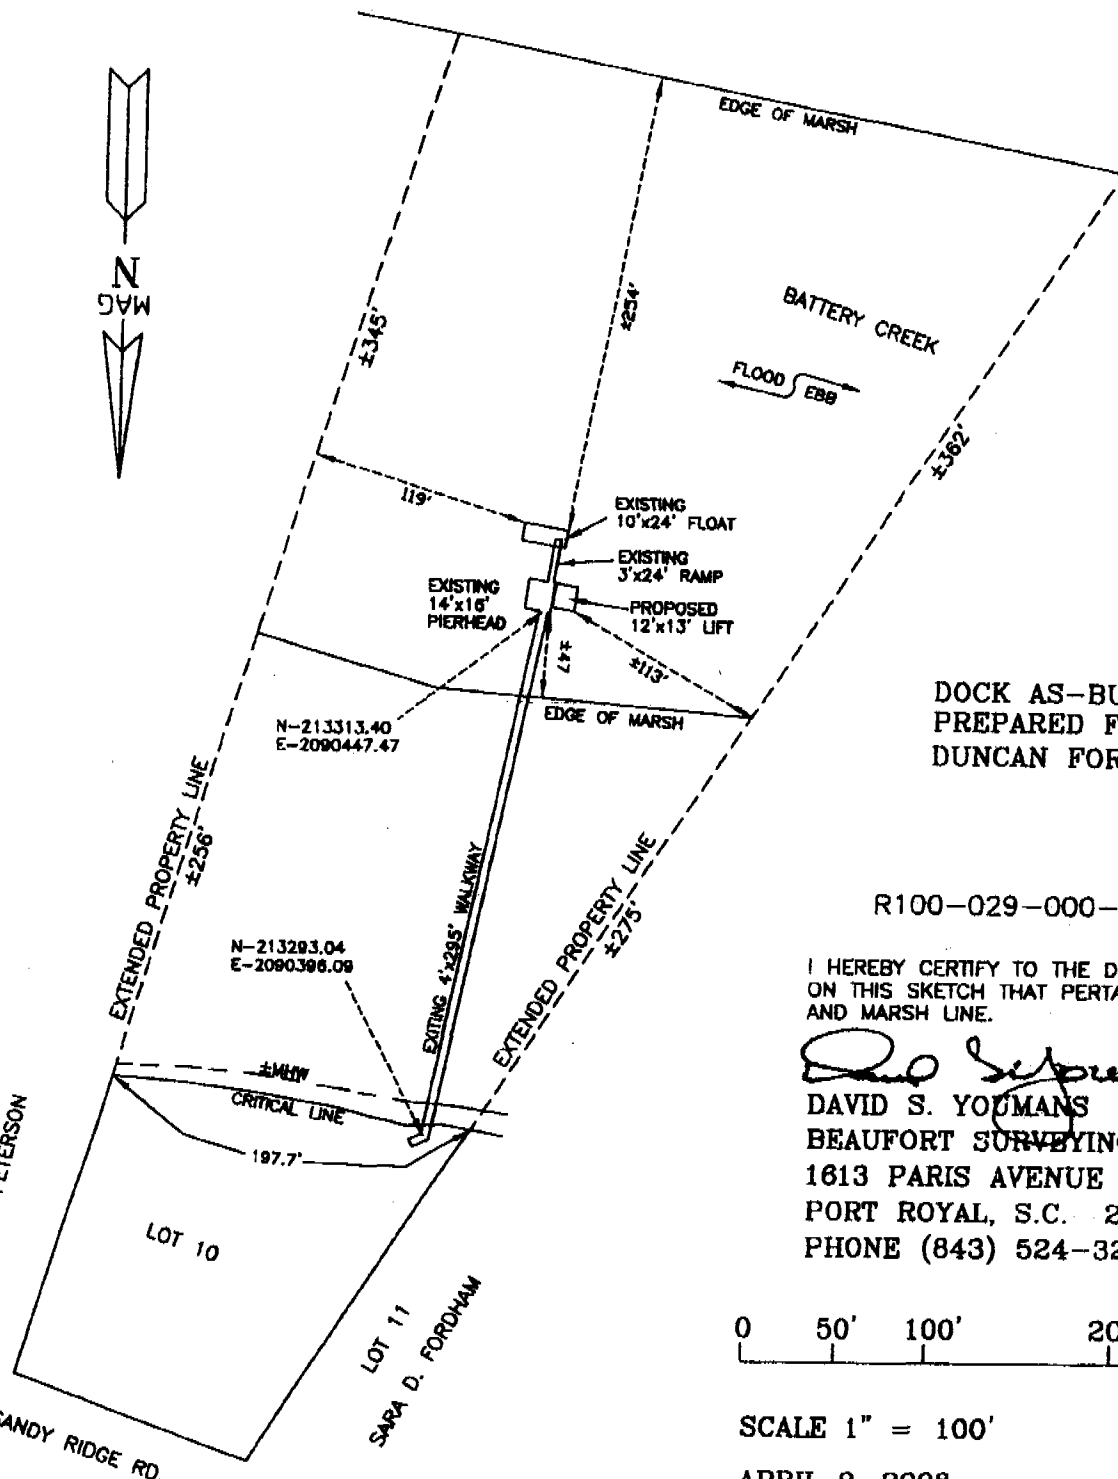 EDGE OF MARSH
N
MAG
±254'
±345'
BATTERY CREEK
FLOOD
EBB
±362'
119'
EXISTING
10'x24' FLOAT
EXISTING
3'x24' RAMP
EXISTING
14'x16'
PIERHEAD
PROPOSED
12'x13' LIFT
±47
±113'
EDGE OF MARSH
N-213313.40
E-2090447.47
DOCK AS-BU
PREPARED F
DUNCAN FOR
EXTENDED PROPERTY LINE
±256'
EXITING 4'x295' WALKWAY
EXTENDED PROPERTY LINE
±275'
R100-029-000-
N-213293.04
E-2090396.09
I HEREBY CERTIFY TO THE D
ON THIS SKETCH THAT PERTA
AND MARSH LINE.
±MHW
CRITICAL LINE
197.7'
DAVID S. YOUMANS
BEAUFORT SURVEYING
1613 PARIS AVENUE
PORT ROYAL, S.C. 2
PHONE (843) 524-32
ETERSON
LOT 10
LOT 11
SARA D. FORDHAM
SANDY RIDGE RD
0 50' 100' 20
SCALE 1" = 100'